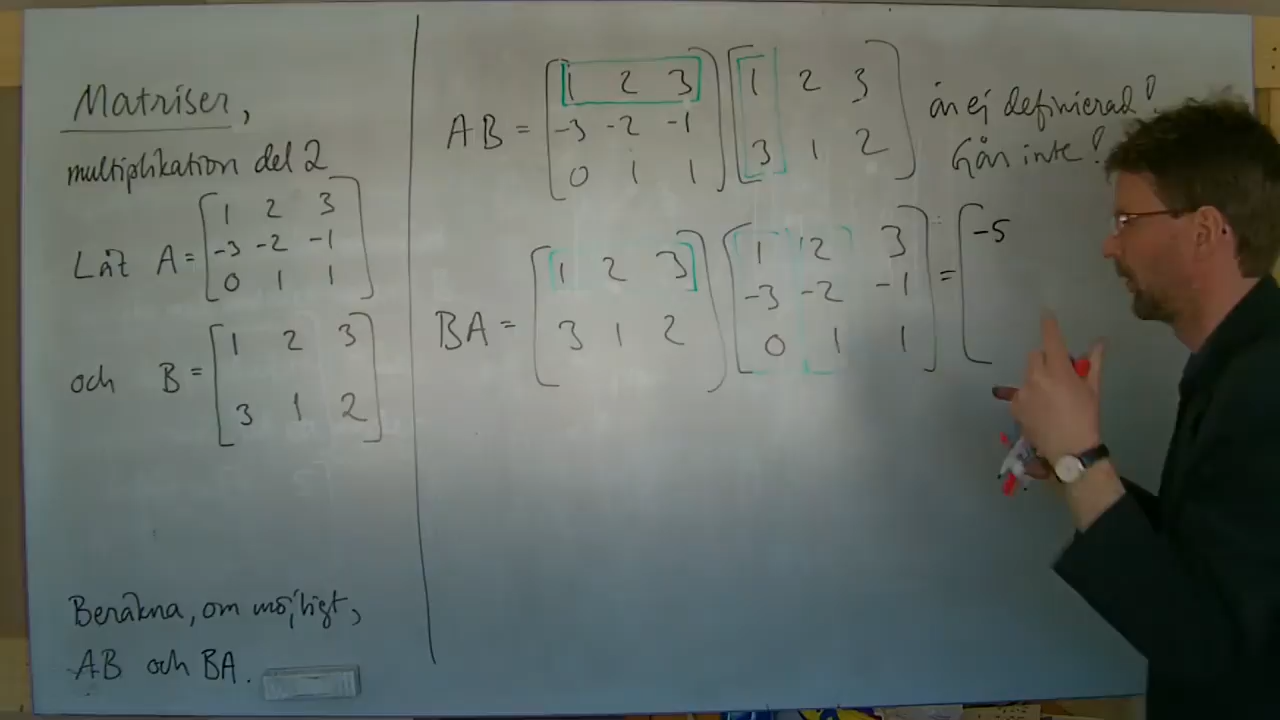 Matriser,
multiplikation del 2
Låt A = [1 2 3
-3 -2 -1
0 1 1]
och B = [1 2 3
3 1 2]
Beräkna, om möjligt,
AB och BA.
AB = [1 2 3
-3 -2 -1
0 1 1] [1 2 3
3 1 2]
är ej definierad!
Går inte!
BA = [1 2 3
3 1 2] [1 2 3
-3 -2 -1
0 1 1] = [-5